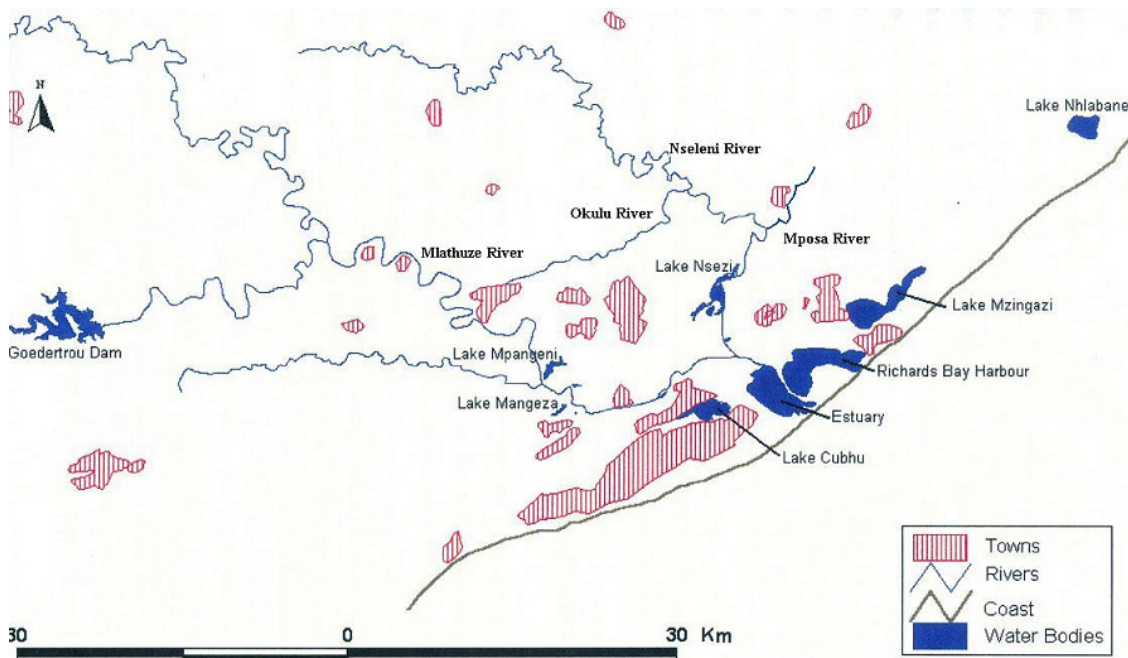 N
Lake Nhlabane
Nseleni River
Okulu River
Mposa River
Mlathuze River
Lake Nsezi
Lake Mzingazi
Goedertrou Dam
Lake Mpangeni
Richards Bay Harbour
Lake Mangeza
Estuary
Lake Cubhu
Towns
Rivers
Coast
Water Bodies
30 0 30 Km